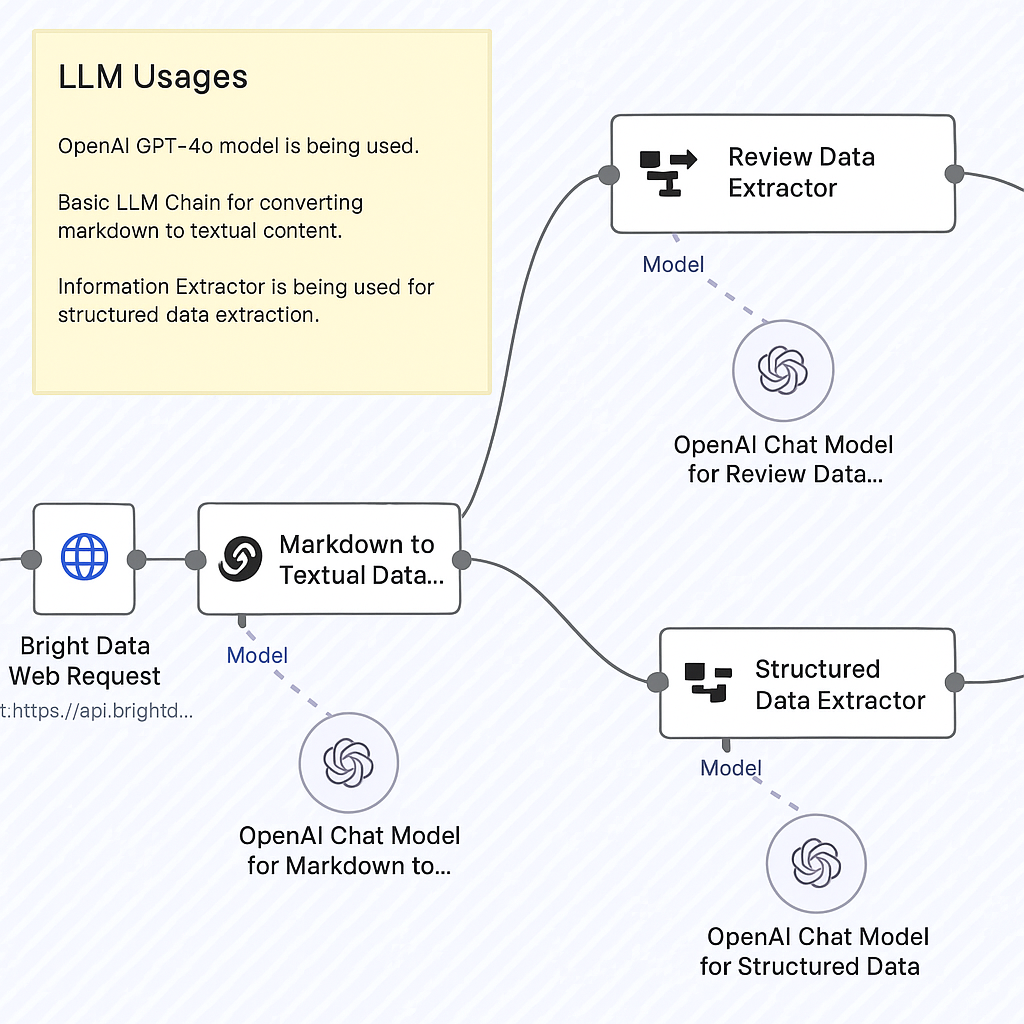 LLM Usages
OpenAI GPT-4o model is being used.
Basic LLM Chain for converting
markdown to textual content.
Information Extractor is being used for
structured data extraction.
Review Data
Extractor
Model
OpenAI Chat Model
for Review Data...
Markdown to
Textual Data...
Bright Data
Web Request
t:https.//api.brightd...
Model
OpenAI Chat Model
for Markdown to...
Structured
Data Extractor
Model
OpenAI Chat Model
for Structured Data